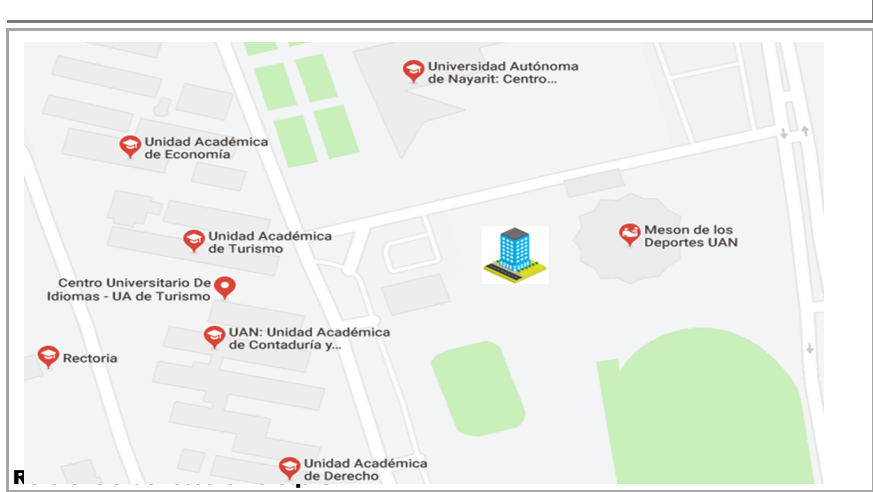 Universidad Autónoma
de Nayarit: Centro...
Unidad Académica
de Economía
Unidad Académica
de Turismo
Meson de los
Deportes UAN
Centro Universitario De
Idiomas - UA de Turismo
UAN: Unidad Académica
de Contaduría y...
Rectoria
Unidad Académica
de Derecho